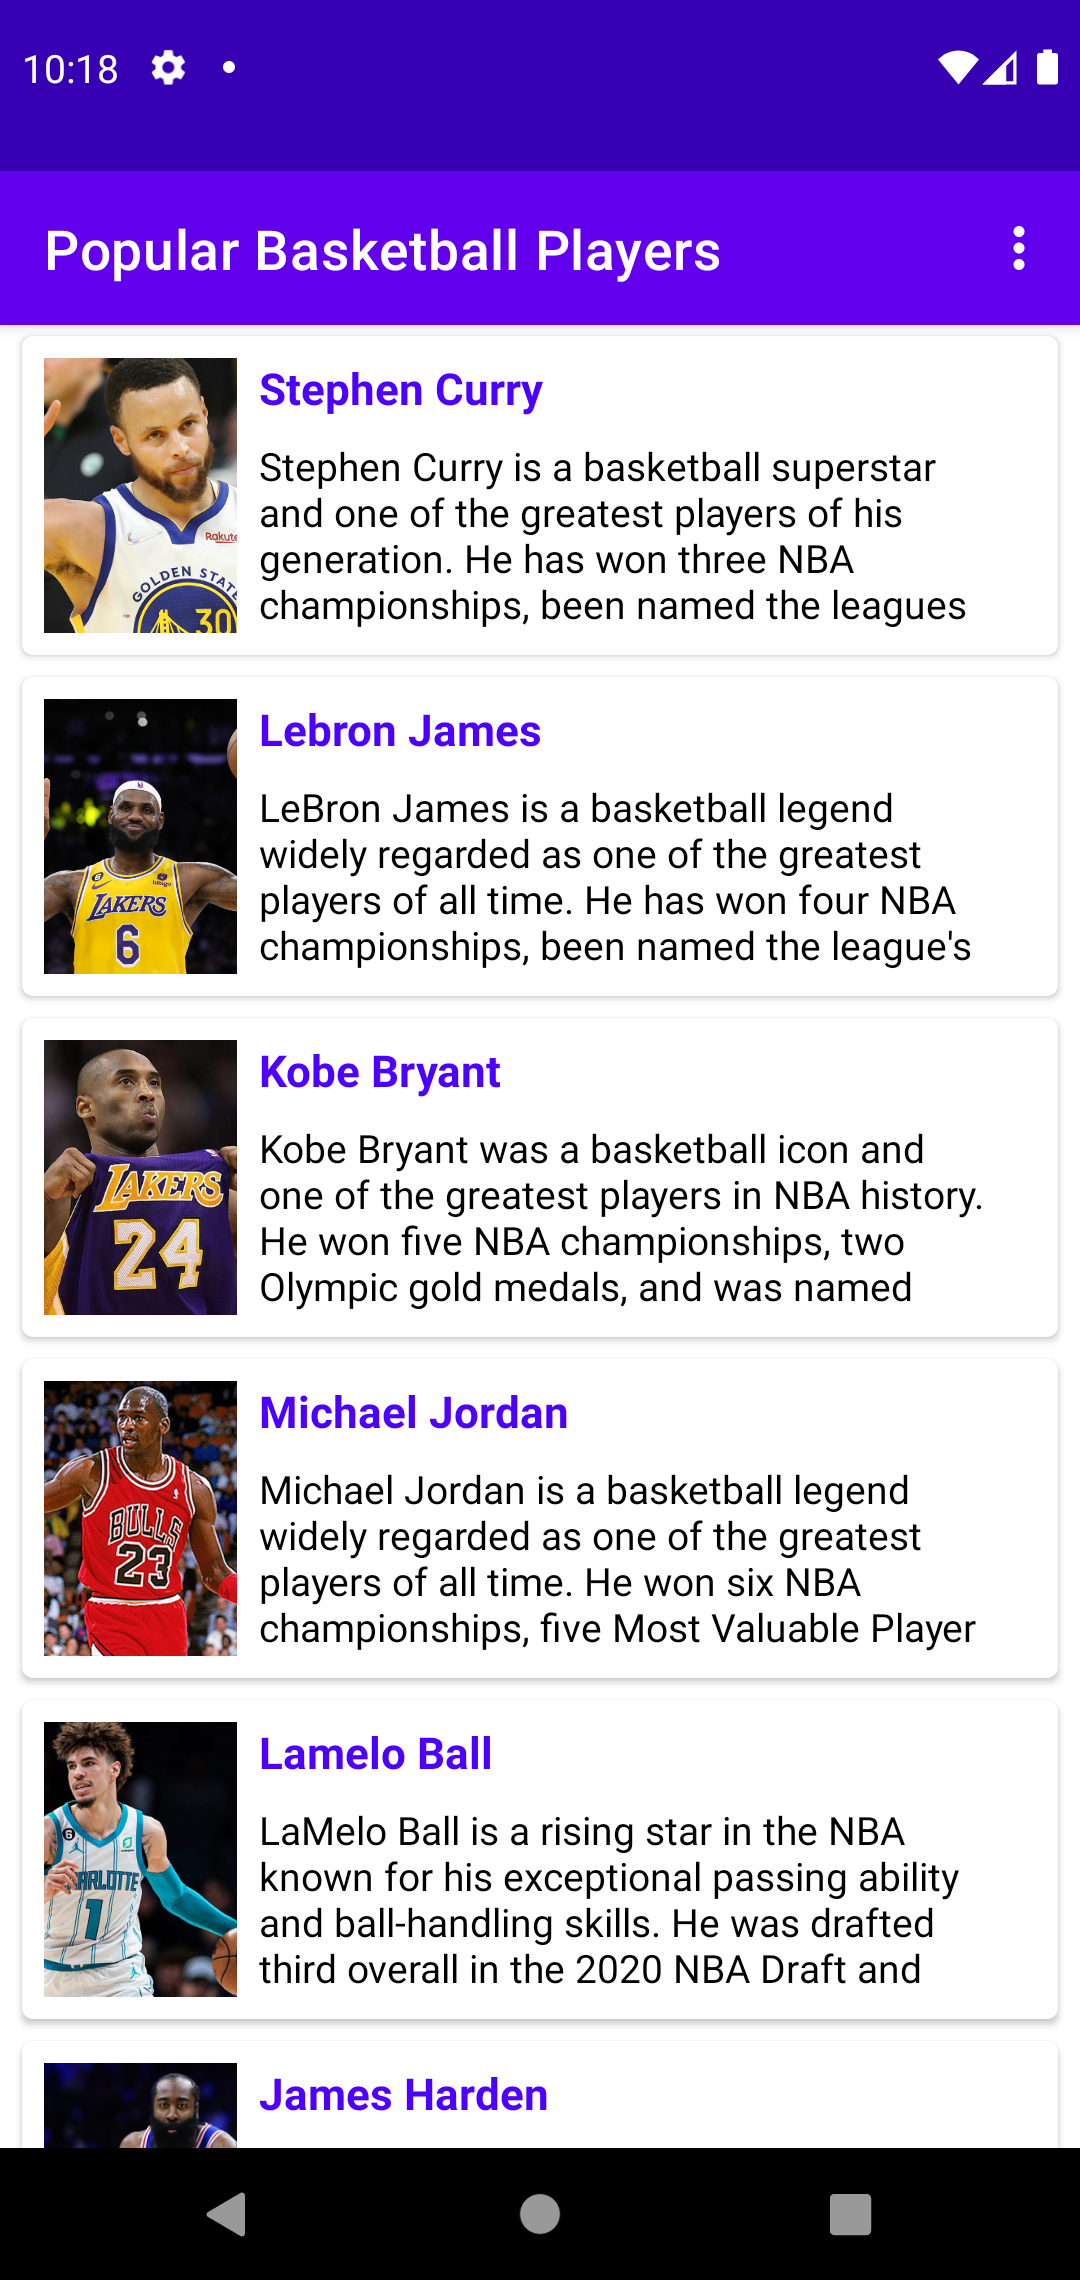 10:18
Popular Basketball Players
Stephen Curry
Stephen Curry is a basketball superstar
and one of the greatest players of his
generation. He has won three NBA
championships, been named the leagues
Rakute
GOLDEN STATE
30
Lebron James
LeBron James is a basketball legend
widely regarded as one of the greatest
players of all time. He has won four NBA
championships, been named the league's
6
bibigo
LAKERS
6
Kobe Bryant
Kobe Bryant was a basketball icon and
one of the greatest players in NBA history.
He won five NBA championships, two
Olympic gold medals, and was named
LAKERS
24
Michael Jordan
Michael Jordan is a basketball legend
widely regarded as one of the greatest
players of all time. He won six NBA
championships, five Most Valuable Player
BULLS
23
Lamelo Ball
LaMelo Ball is a rising star in the NBA
known for his exceptional passing ability
and ball-handling skills. He was drafted
third overall in the 2020 NBA Draft and
6
ARLOTTE
1
James Harden